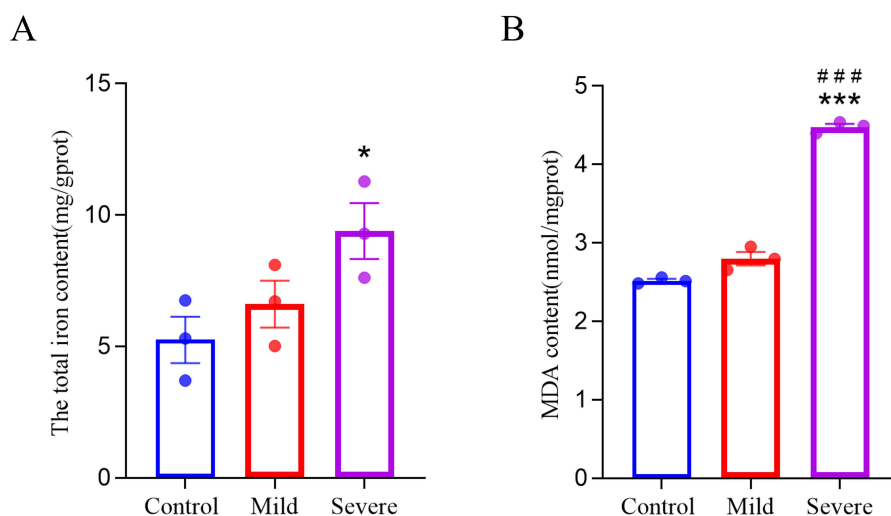 A
The total iron content(mg/gprot)
15
10
5
0
*
Control
Mild
Severe
B
MDA content(nmol/mgprot)
5
4
3
2
1
0
###
***
Control
Mild
Severe